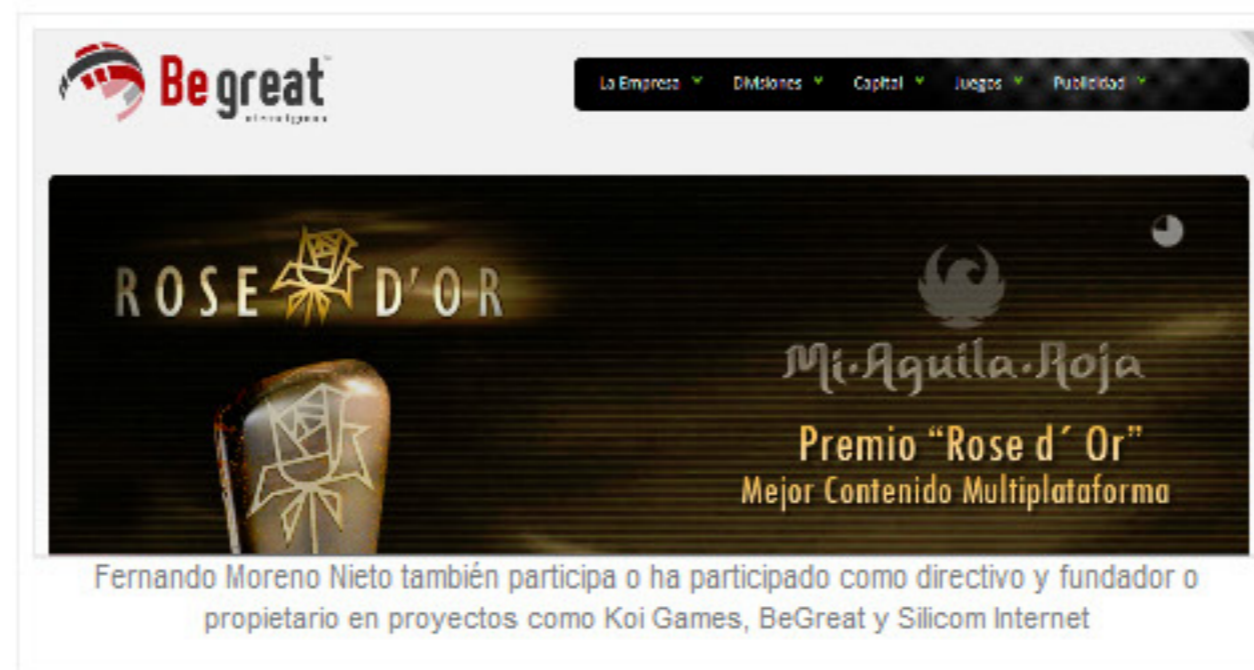 Be great
La Empresa Divisiones Capital Juegos Publicidad
ROSE D'OR
Mi·Aguila·Roja
Premio “Rose d´ Or”
Mejor Contenido Multiplataforma
Fernando Moreno Nieto también participa o ha participado como directivo y fundador o
propietario en proyectos como Koi Games, BeGreat y Silicom Internet